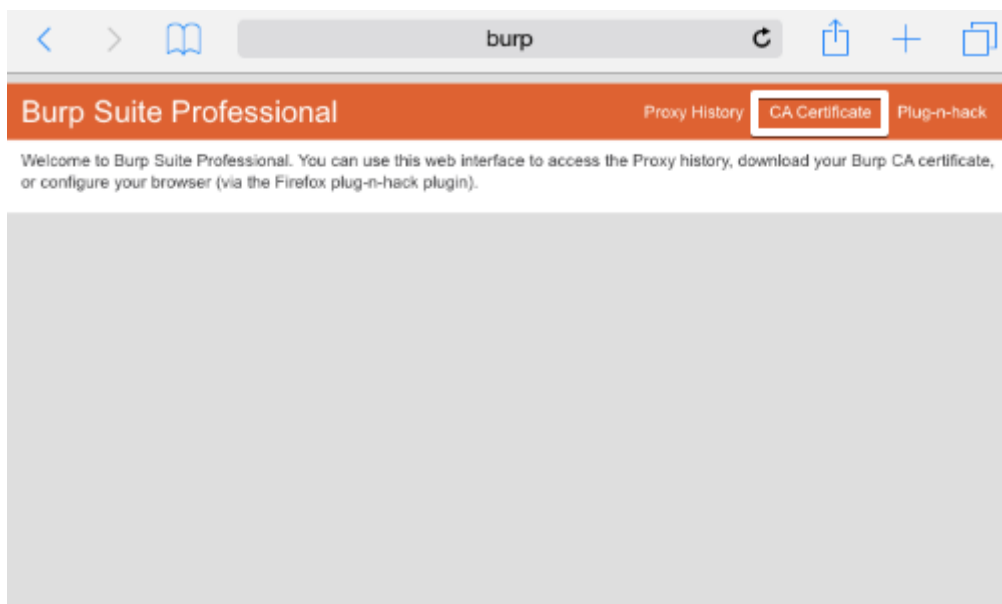 burp
Burp Suite Professional
Proxy History
CA Certificate
Plug-n-hack
Welcome to Burp Suite Professional. You can use this web interface to access the Proxy history, download your Burp CA certificate,
or configure your browser (via the Firefox plug-n-hack plugin).